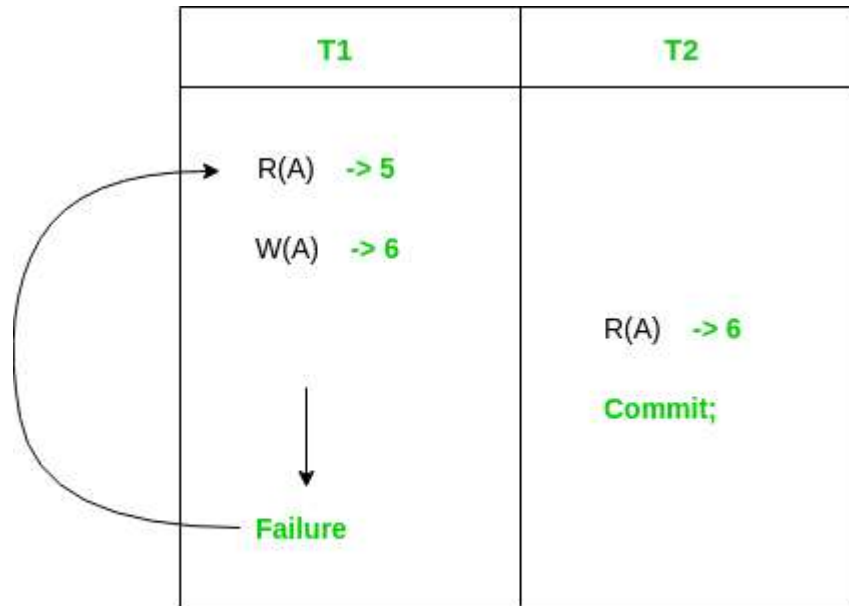 T1 T2
R(A) -> 5
W(A) -> 6
R(A) -> 6
Commit;
Failure